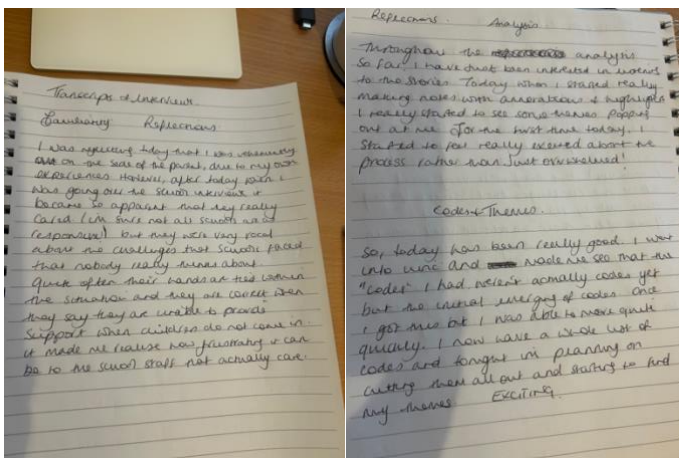 Transcript of Interview.
Familiarity Reflections
I was reflecting today that I was
on the side of the parent, due to my own
experiences However, after today when I
was going over the school interview it
became so apparent that they really
cared (im sure not all schools are as
responsive) but they were very vocal
about the challenges that schools faced
that nobody really thinks about.
Quite often their hands are tied within
the situation and they are correct when
they say they are unable to provide
support when children do not come in.
it made me realise how frustrating it can
be to the school staff not actually care.
Reflections. Analysis
Throughout the analysis
so far I have just been interested in
to the stories Today when I started really
making notes with annotations & highlights
I really started to see some themes popping
out at me for the first time today. I
started to feel really excited about the
process rather than just overwhelmed!
Codes & Themes.
So, today has been really good. I went
into uni and made me see that the
"codes" I had weren't actually codes yet
but the initial emerging of codes. Once
I got this but I was able to move quite
quickly. I now have a whole list of
codes and tonight im planning on
cutting them all out and starting to find
my themes EXCITING.